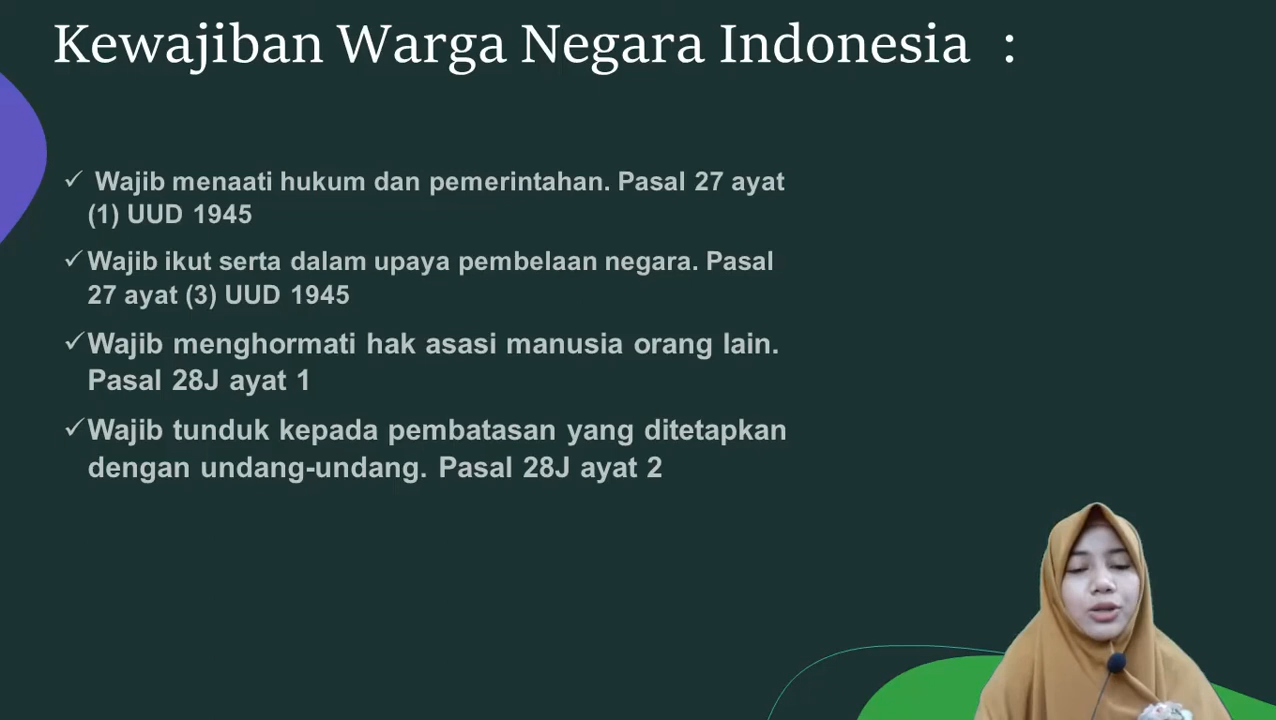 Kewajiban Warga Negara Indonesia :
✓ Wajib menaati hukum dan pemerintahan. Pasal 27 ayat
(1) UUD 1945
✓ Wajib ikut serta dalam upaya pembelaan negara. Pasal
27 ayat (3) UUD 1945
✓ Wajib menghormati hak asasi manusia orang lain.
Pasal 28J ayat 1
✓ Wajib tunduk kepada pembatasan yang ditetapkan
dengan undang-undang. Pasal 28J ayat 2